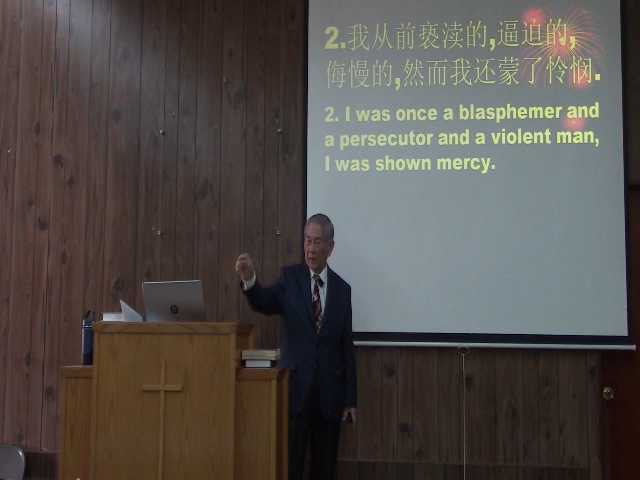 2.我从前亵渎的,逼迫的,
侮慢的,然而我还蒙了怜悯.
2. I was once a blasphemer and
a persecutor and a violent man,
I was shown mercy.